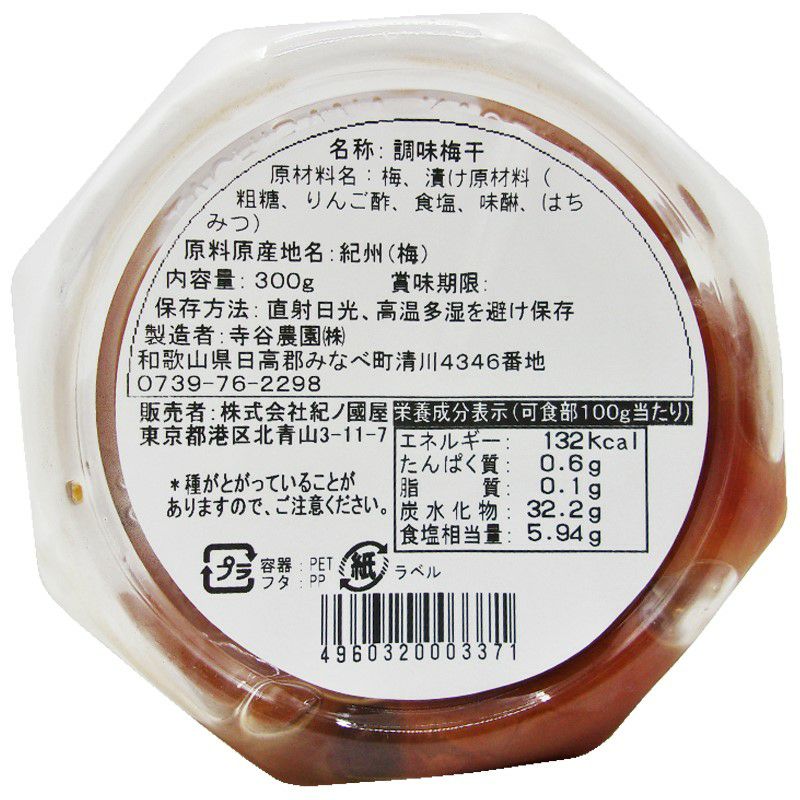 名称：調味梅干
原材料名：梅、漬け原材料（
粗糖、りんご酢、食塩、味醂、はち
みつ）
原料原産地名：紀州（梅）
内容量：300g 賞味期限：
保存方法：直射日光、高温多湿を避け保存
製造者：寺谷農園㈱
和歌山県日高郡みなべ町清川4346番地
0739-76-2298
販売者：株式会社紀ノ國屋
東京都港区北青山3-11-7
＊種がとがっていることが
ありますので、ご注意ください。
栄養成分表示（可食部100g当たり）
エネルギー： 132kcal
たんぱく質： 0.6g
脂　　質： 0.1g
炭水化物： 32.2g
食塩相当量： 5.94g
プラ 容器：PET 紙 ラベル
フタ：PP
4960320003371